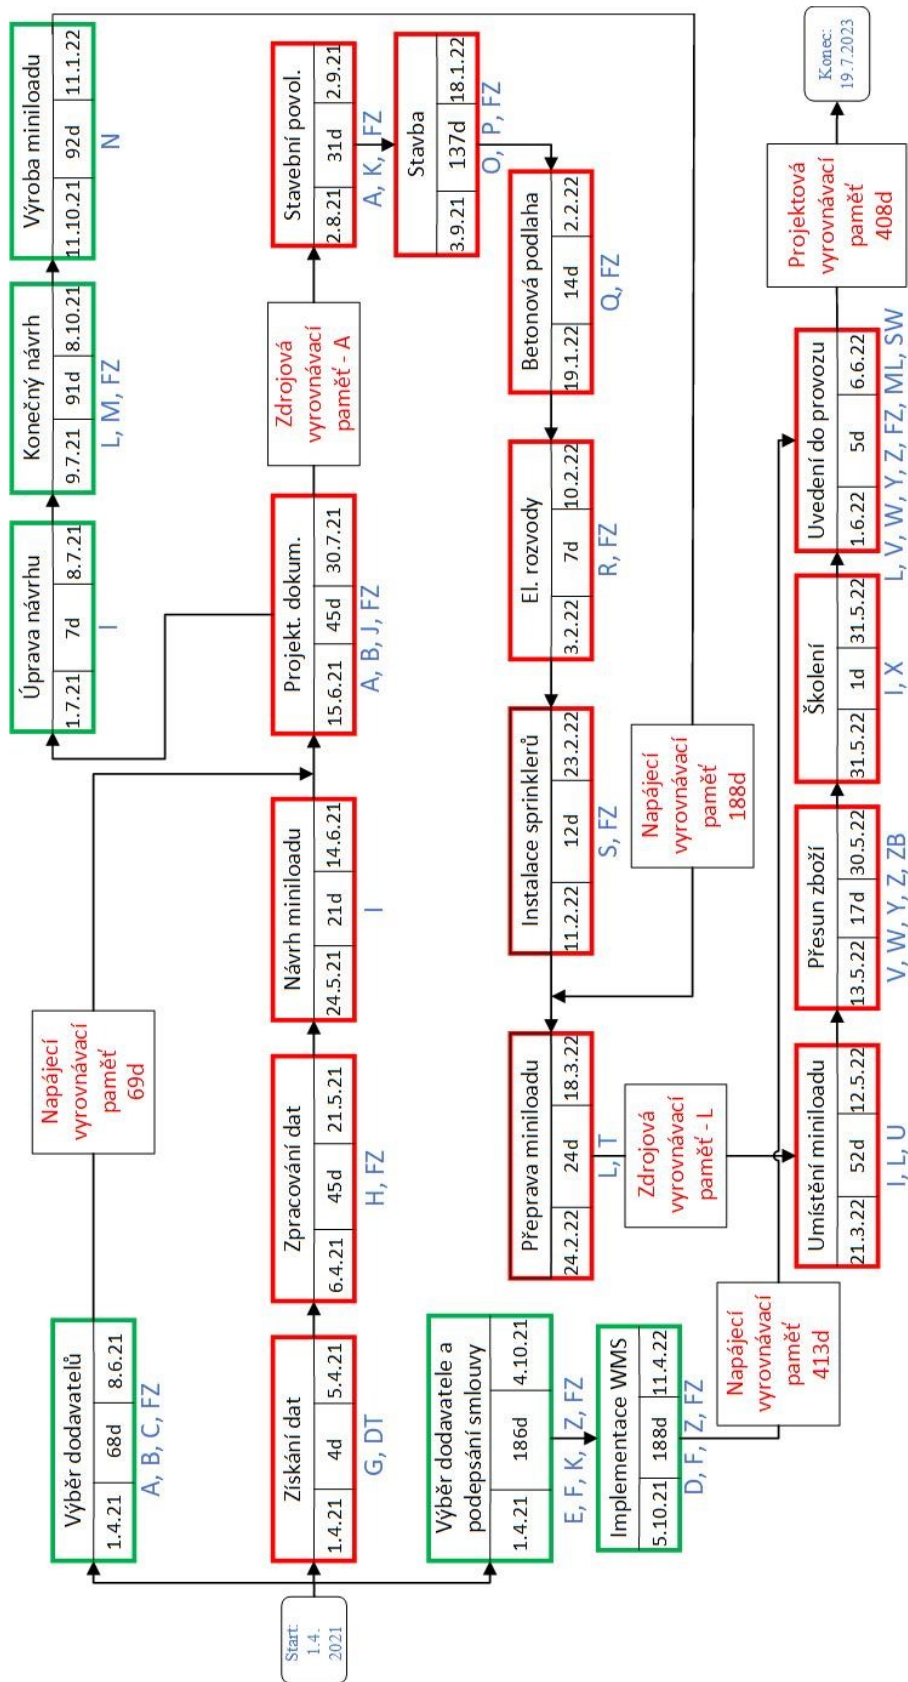 Start:
1.4.
2021
Výběr dodavatelů
1.4.21 68d 8.6.21
A, B, C, FZ
Napájecí
vyrovnávací
paměť
69d
Úprava návrhu
1.7.21 7d 8.7.21
I
Konečný návrh
9.7.21 91d 8.10.21
L, M, FZ
Výroba miniloadu
11.10.21 92d 11.1.22
N
Získání dat
1.4.21 4d 5.4.21
G, DT
Zpracování dat
6.4.21 45d 21.5.21
H, FZ
Návrh miniloadu
24.5.21 21d 14.6.21
I
Projekt. dokum.
15.6.21 45d 30.7.21
A, B, J, FZ
Zdrojová
vyrovnávací
paměť - A
Stavební povol.
2.8.21 31d 2.9.21
A, K, FZ
Stavba
3.9.21 137d 18.1.22
O, P, FZ
Betonová podlaha
19.1.22 14d 2.2.22
Q, FZ
El. rozvody
3.2.22 7d 10.2.22
R, FZ
Instalace sprinklerů
11.2.22 12d 23.2.22
S, FZ
Napájecí
vyrovnávací
paměť
188d
Přeprava miniloadu
24.2.22 24d 18.3.22
L, T
Zdrojová
vyrovnávací
paměť - L
Výběr dodavatele a
podepsání smlouvy
1.4.21 186d 4.10.21
E, F, K, Z, FZ
Implementace WMS
5.10.21 188d 11.4.22
D, F, Z, FZ
Napájecí
vyrovnávací
paměť
413d
Umístění miniloadu
21.3.22 52d 12.5.22
I, L, U
Přesun zboží
13.5.22 17d 30.5.22
V, W, Y, Z, ZB
Školení
31.5.22 1d 31.5.22
I, X
Uvedení do provozu
1.6.22 5d 6.6.22
L, V, W, Y, Z, FZ, ML, SW
Projektová
vyrovnávací
paměť
408d
Konec:
19.7.2023